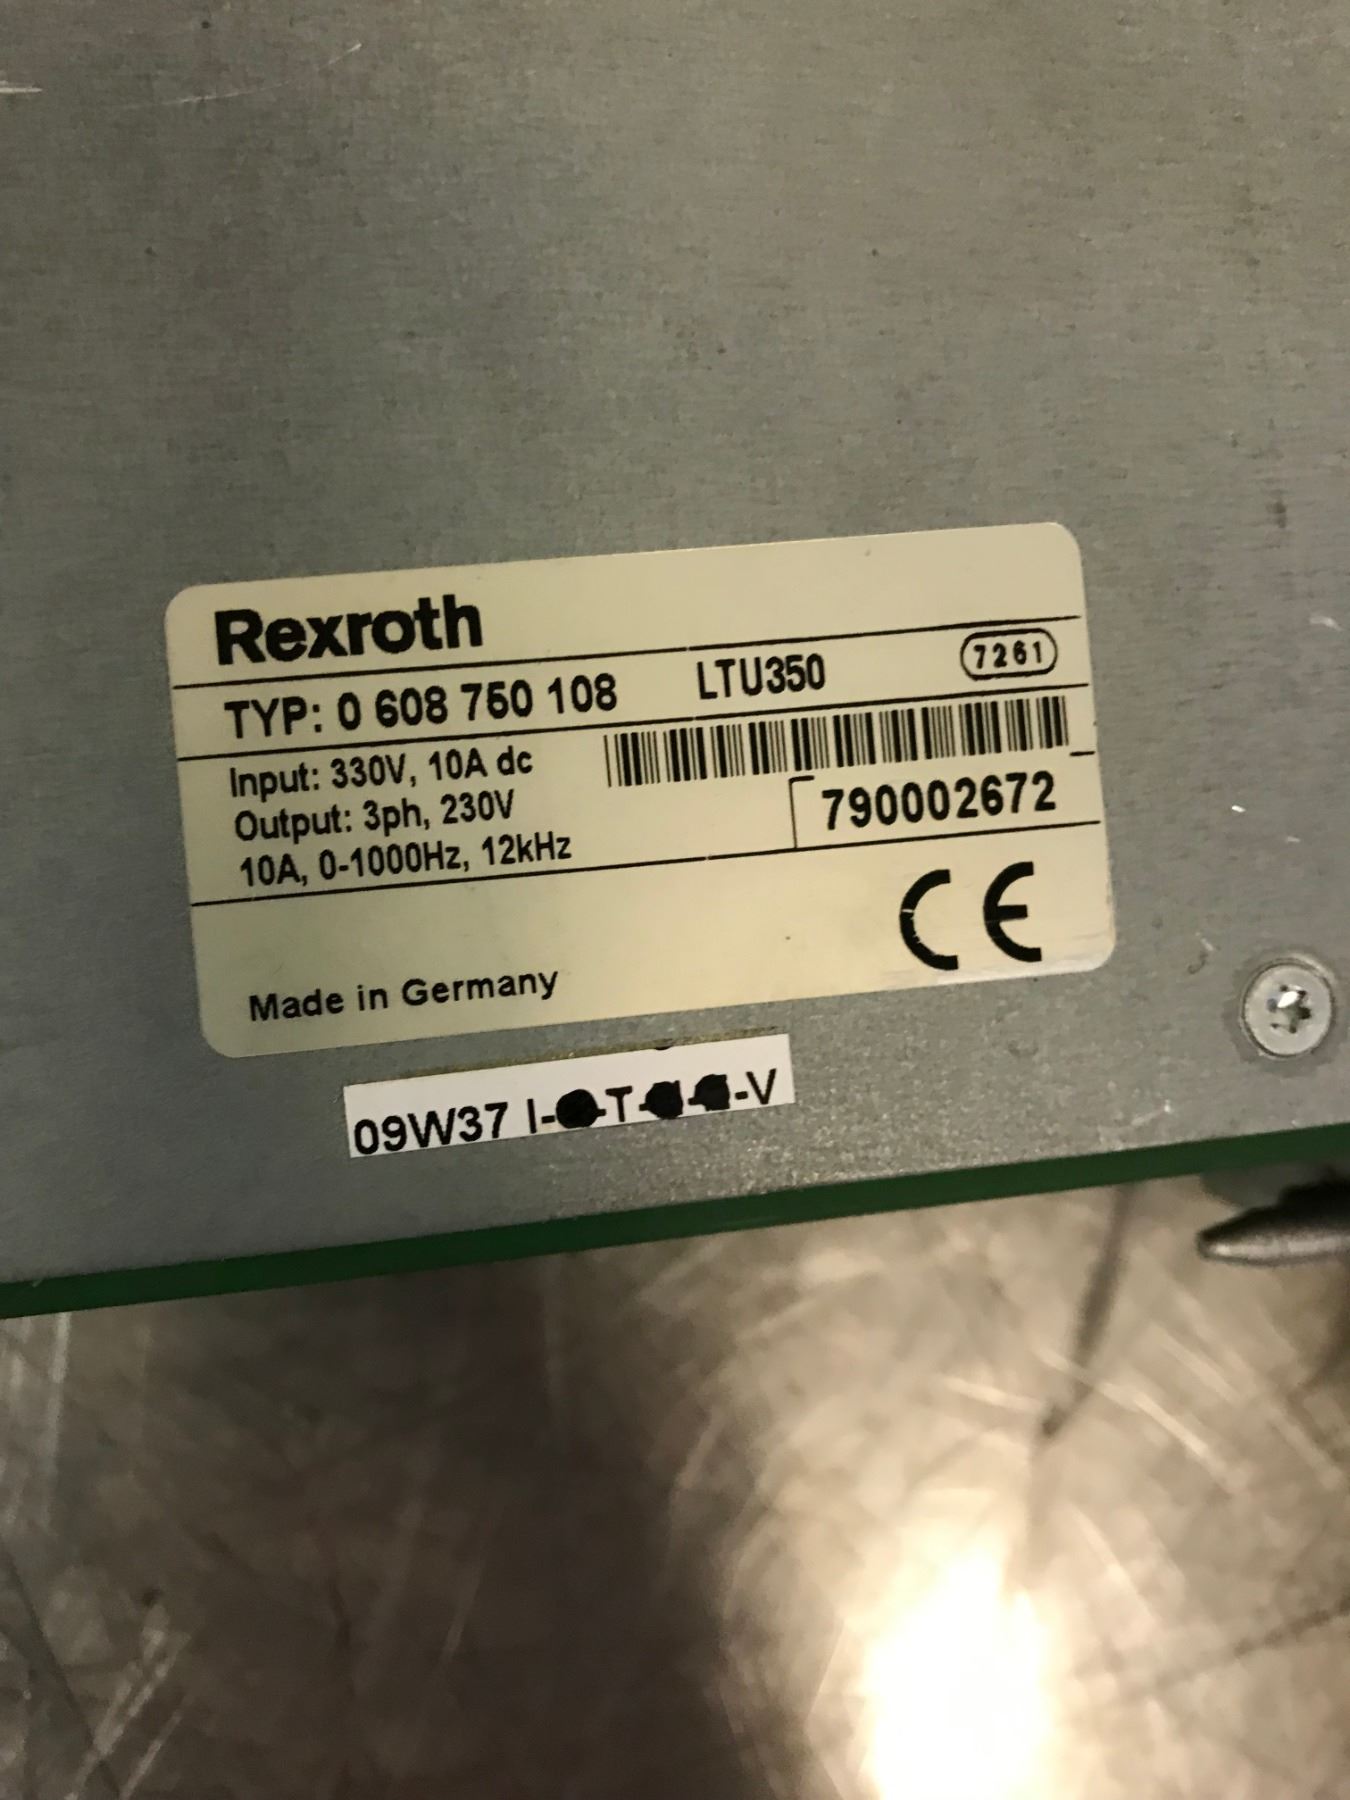 Rexroth
TYP: 0 608 750 108 LTU350 7261
Input: 330V, 10A dc
Output: 3ph, 230V
790002672
10A, 0-1000Hz, 12kHz
CE
Made in Germany
09W37 I- -T- - -V